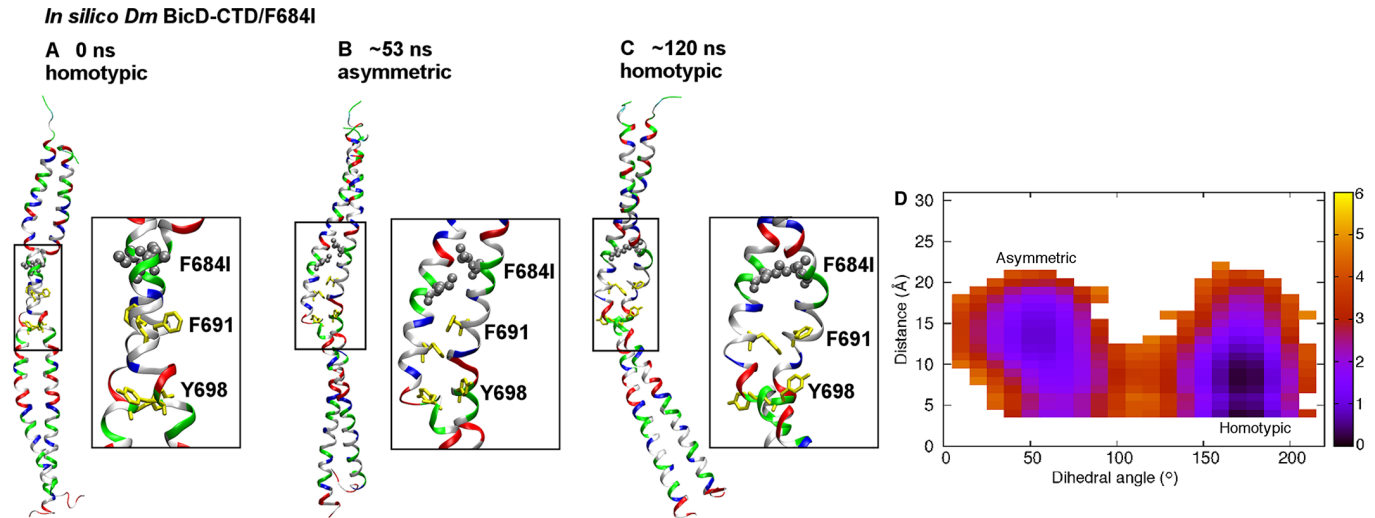 In silico Dm BicD-CTD/F684I
A 0 ns
homotypic
B ~53 ns
asymmetric
C ~120 ns
homotypic
F684I
F691
Y698
F684I
F691
Y698
F684I
F691
Y698
D
30
25
20
15
10
5
0
Distance (Å)
Asymmetric
Homotypic
0
50
100
150
200
Dihedral angle (°)
6
5
4
3
2
1
0